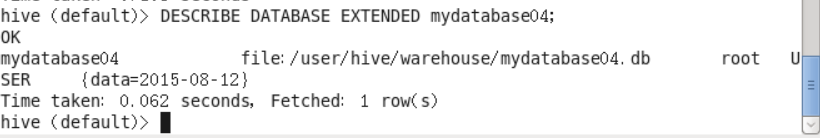 hive (default)> DESCRIBE DATABASE EXTENDED mydatabase04;
OK
mydatabase04 file:/user/hive/warehouse/mydatabase04.db root U
SER {data=2015-08-12}
Time taken: 0.062 seconds, Fetched: 1 row(s)
hive (default)>